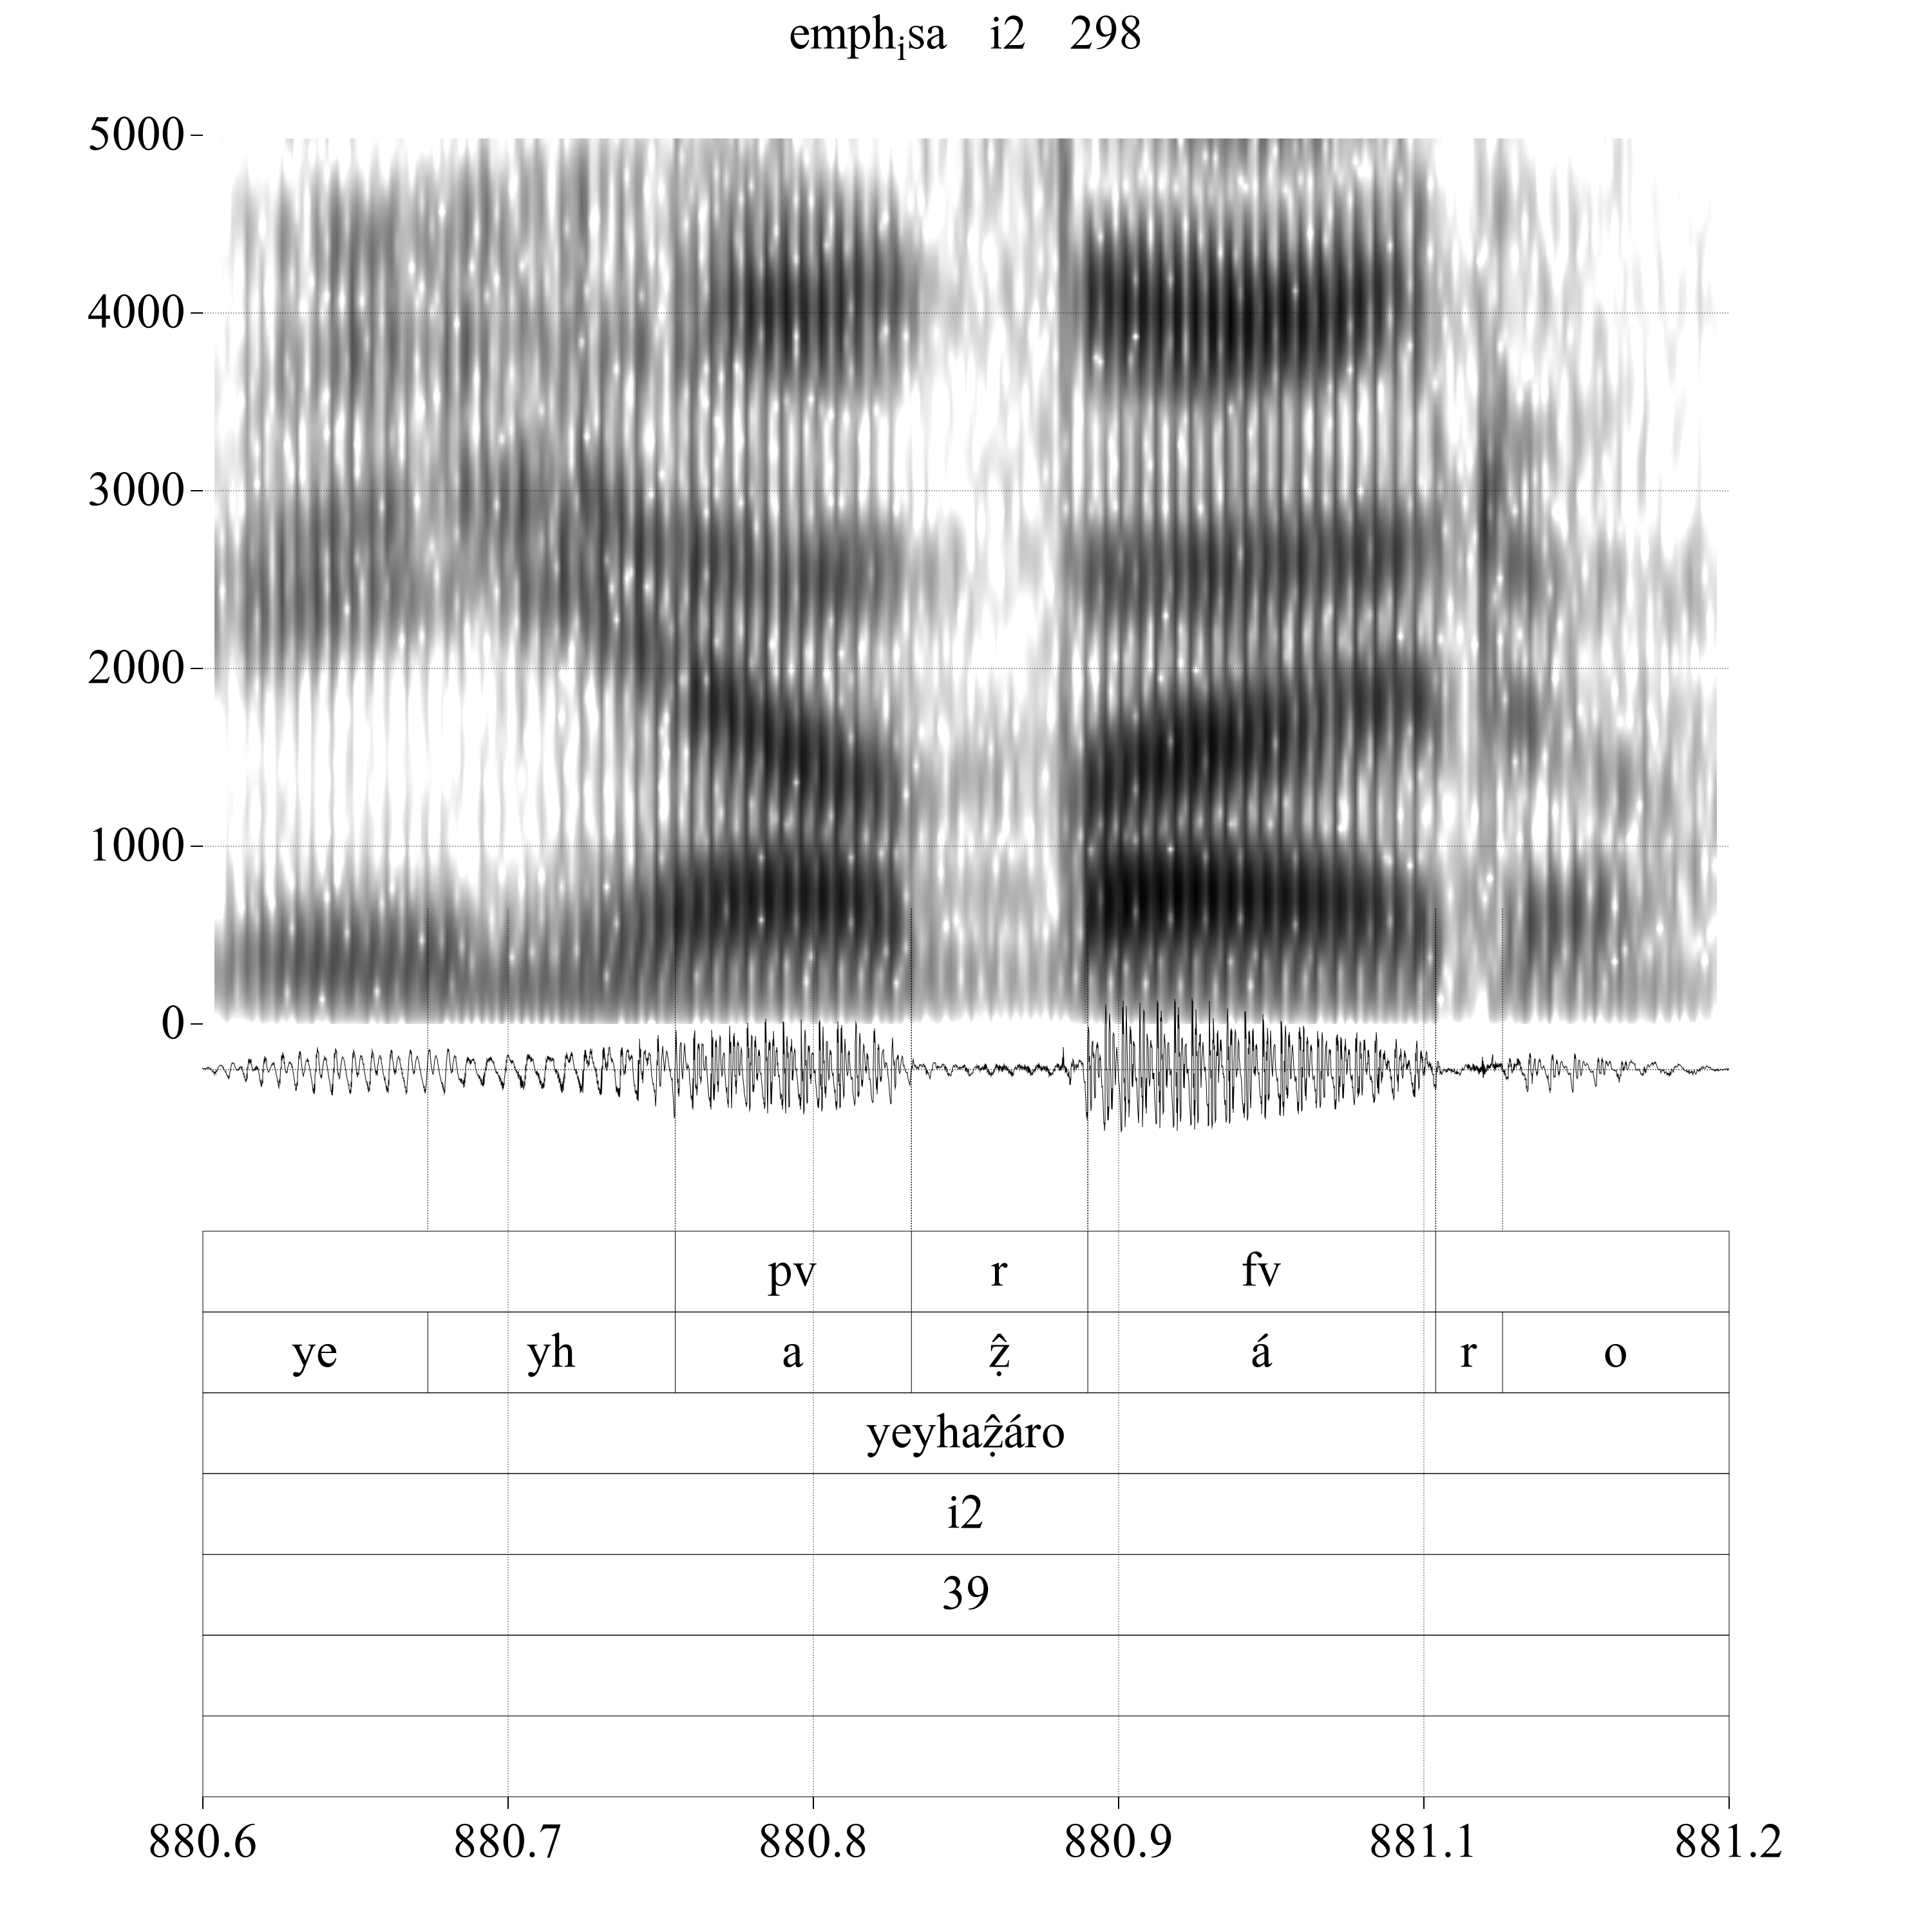 emphᵢsa i2 298
5000
4000
3000
2000
1000
0
pv r fv
ye yh a ẓ̂ á r o
yeyhaẓ̂áro
i2
39
880.6 880.7 880.8 880.9 881.1 881.2